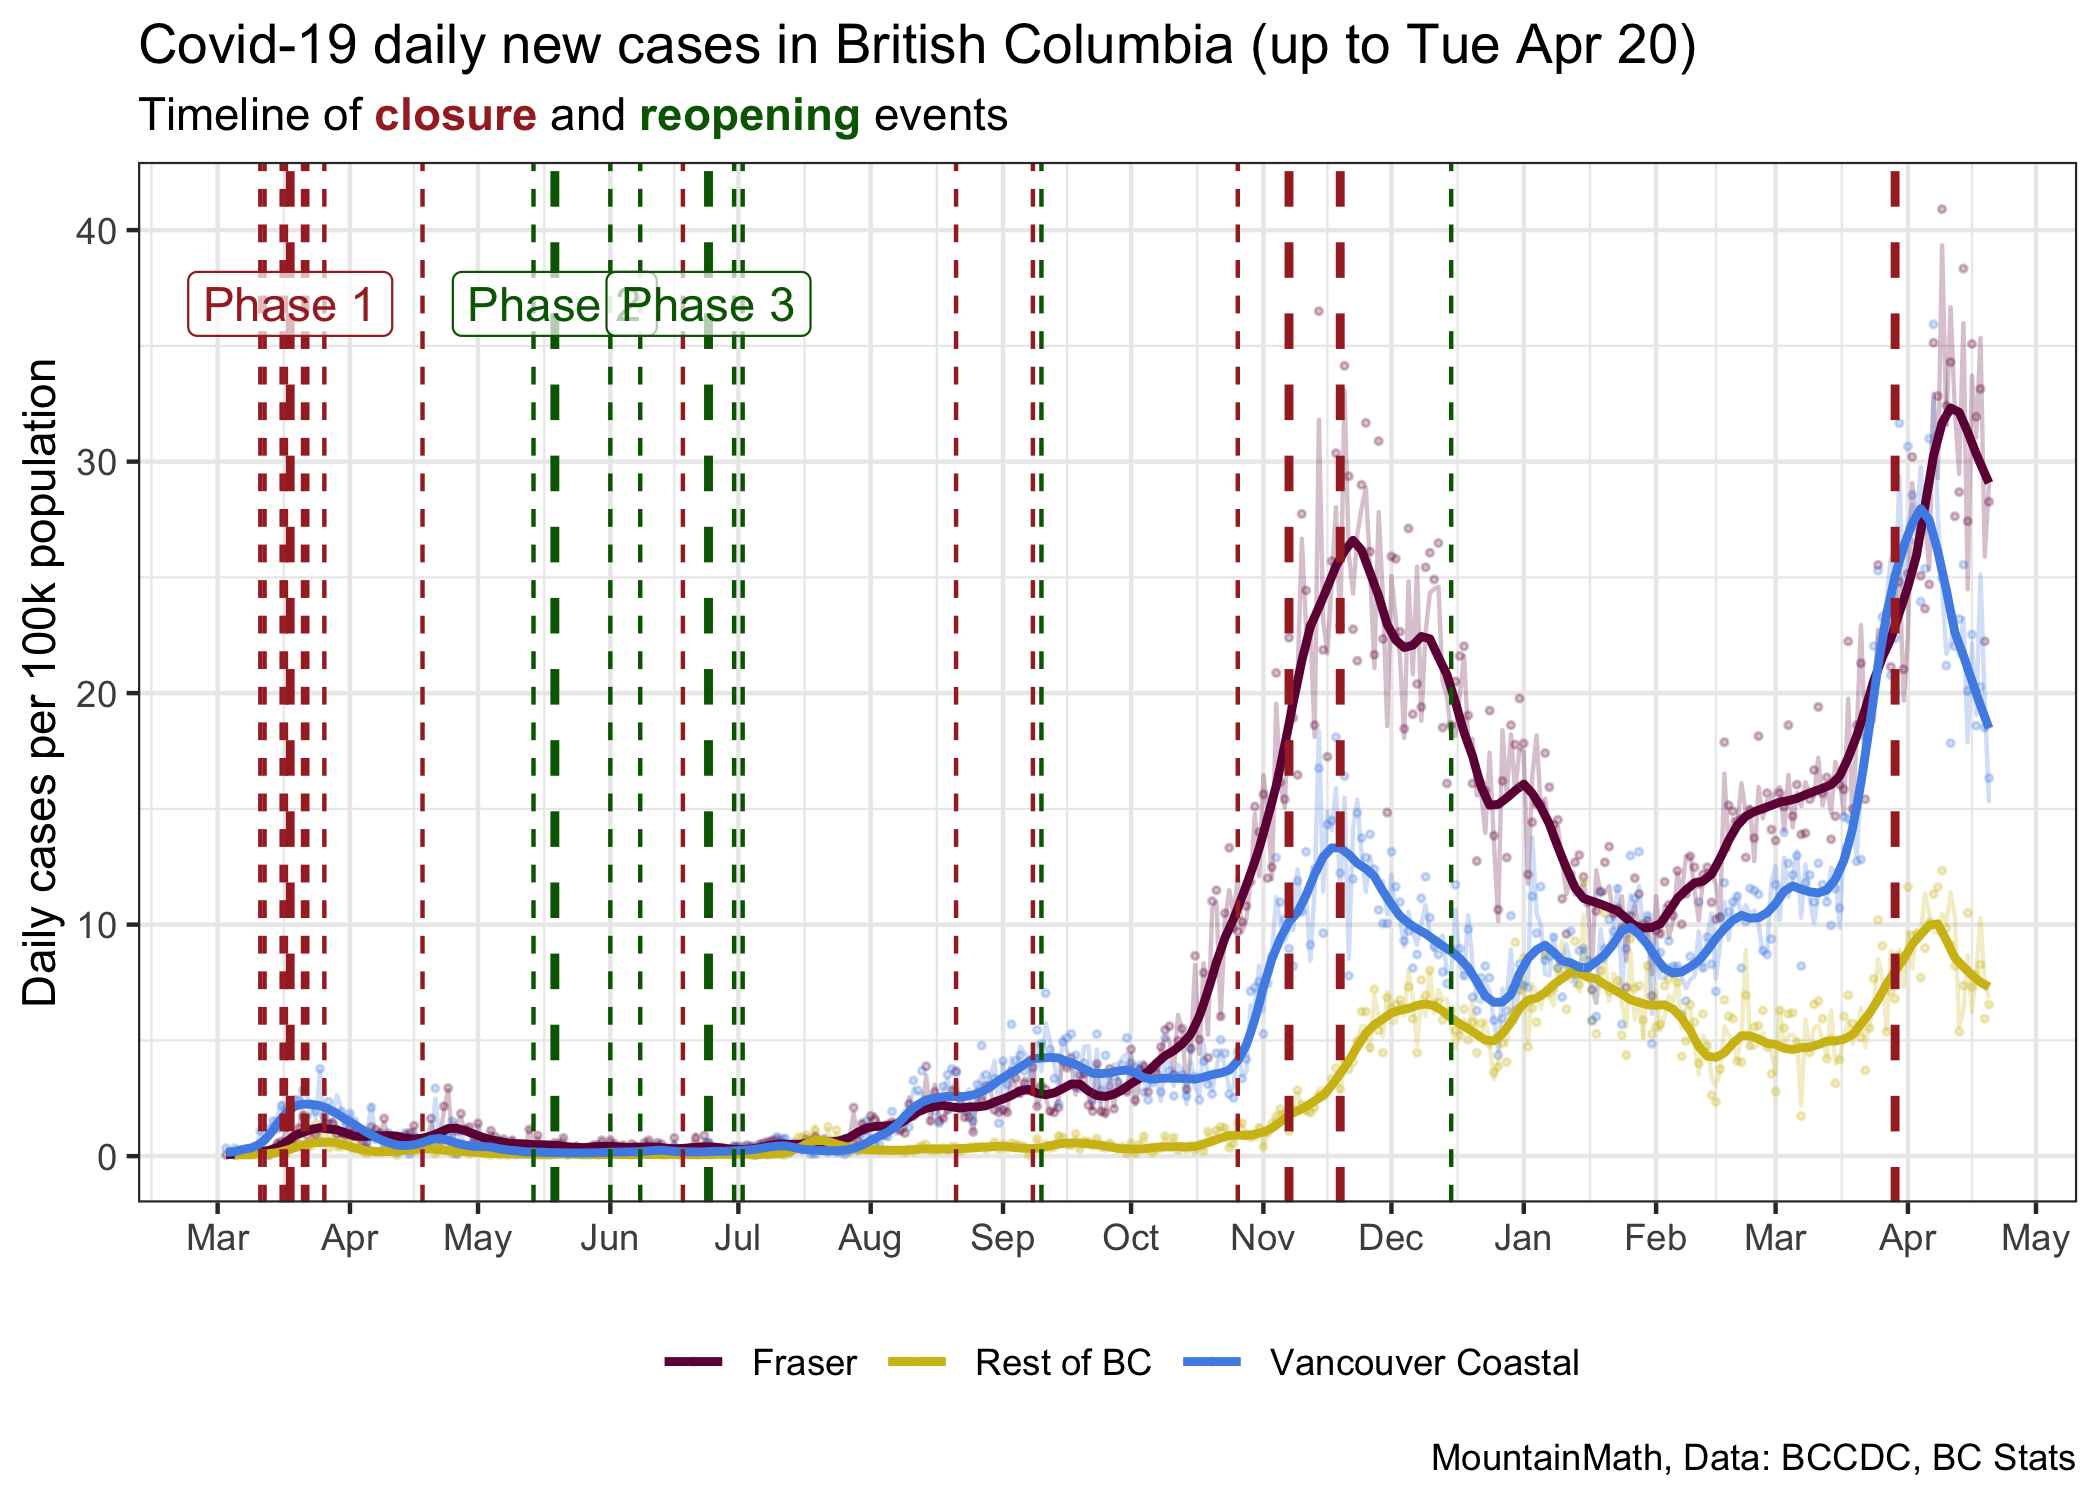 Covid-19 daily new cases in British Columbia (up to Tue Apr 20)
Timeline of closure and reopening events
Daily cases per 100k population
40
30
20
10
0
Phase 1
Phase 2
Phase 3
Mar Apr May Jun Jul Aug Sep Oct Nov Dec Jan Feb Mar Apr May
Fraser Rest of BC Vancouver Coastal
MountainMath, Data: BCCDC, BC Stats